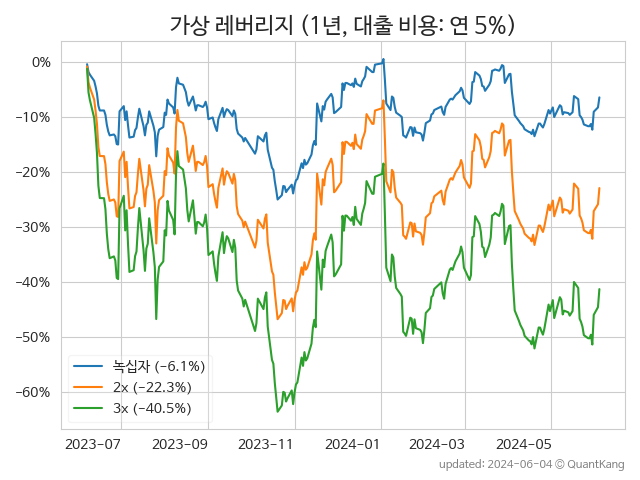 가상 레버리지 (1년, 대출 비용: 연 5%)
0%
−10%
−20%
−30%
−40%
−50%
−60%
녹십자 (−6.1%)
2x (−22.3%)
3x (−40.5%)
2023-07 2023-09 2023-11 2024-01 2024-03 2024-05
updated: 2024-06-04 © QuantKang